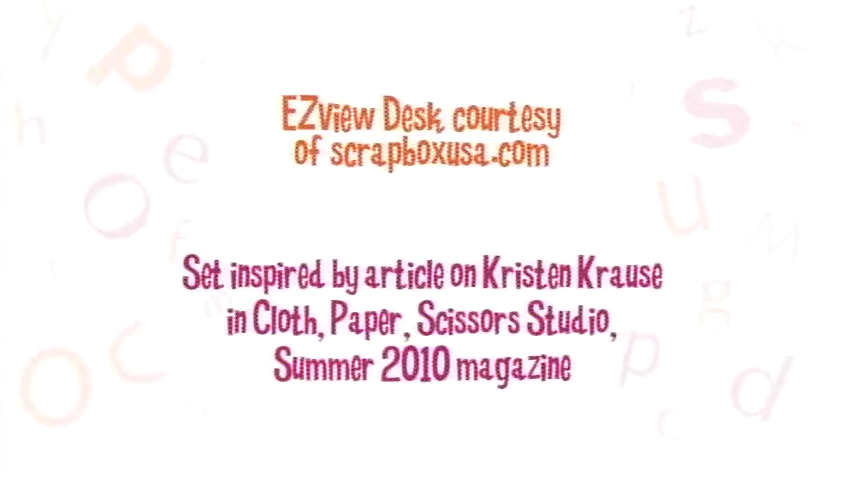 EZview Desk courtesy
of scrapboxusa.com
Set inspired by article on Kristen Krause
in Cloth, Paper, Scissors Studio,
Summer 2010 magazine